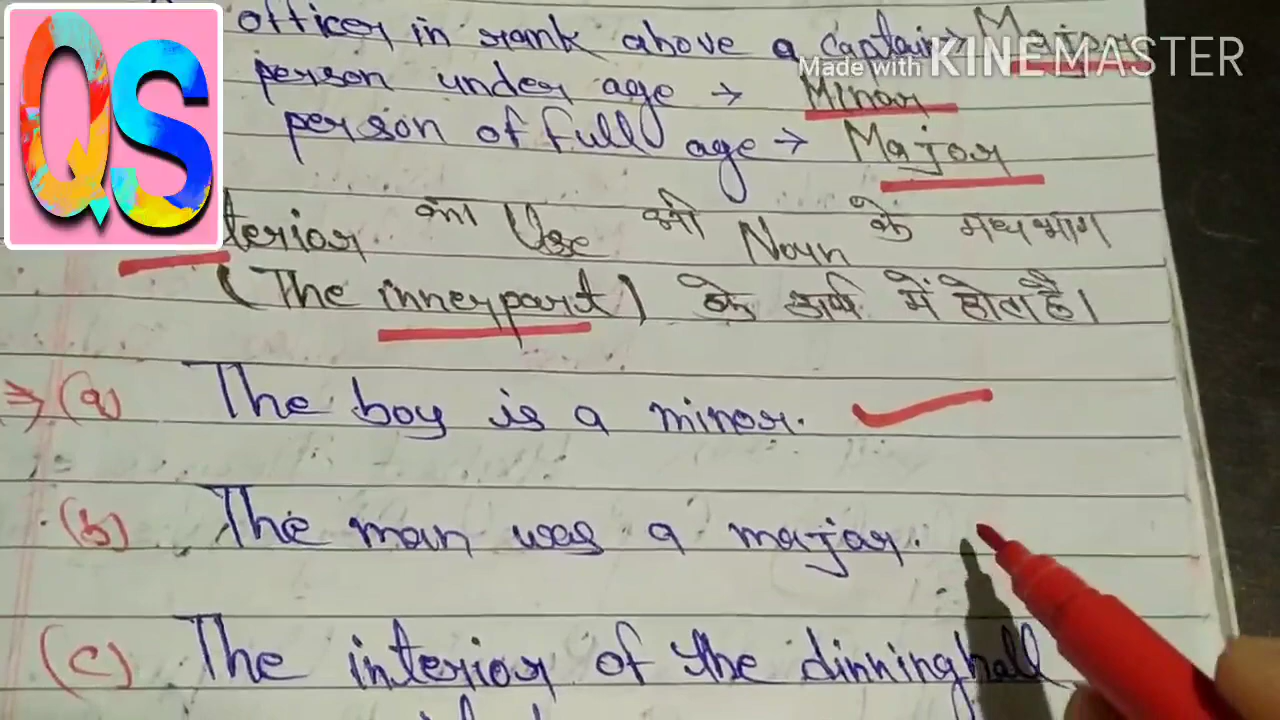 QS
officer in rank above a captain → Major
Made with KINEMASTER
person under age → Minor
person of full age → Major
terior का Use भी Noun के मध्यभाग
(The innerpart) के अर्थ में होता है।
⇒ (a) The boy is a minor.
(b) The man was a major.
(c) The interior of the dinninghall